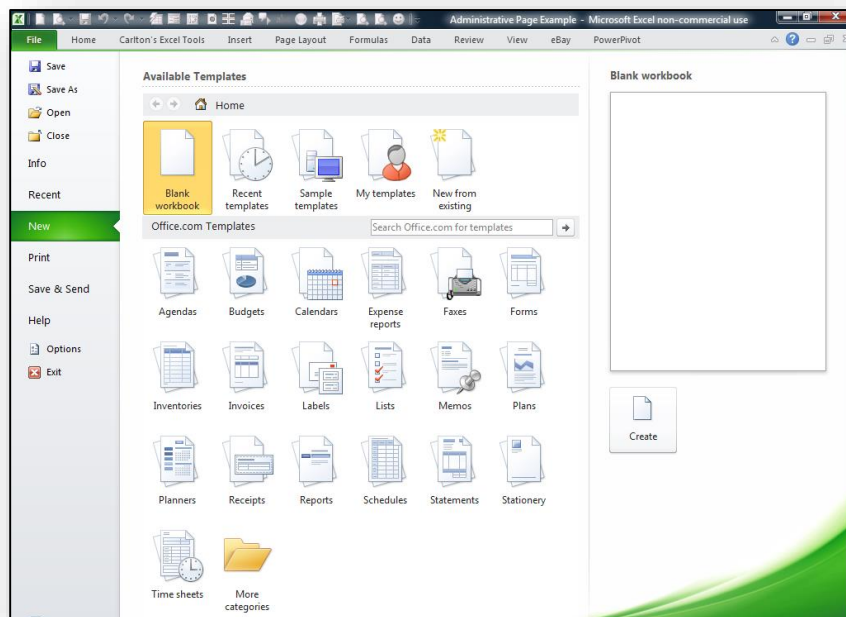 Administrative Page Example - Microsoft Excel non-commercial use
File Home Carlton's Excel Tools Insert Page Layout Formulas Data Review View eBay PowerPivot
Save
Save As
Open
Close
Info
Recent
New
Print
Save & Send
Help
Options
Exit
Available Templates
Home
Blank workbook
Recent templates
Sample templates
My templates
New from existing
Office.com Templates
Search Office.com for templates
Agendas
Budgets
Calendars
Expense reports
Faxes
Forms
Inventories
Invoices
Labels
Lists
Memos
Plans
Planners
Receipts
Reports
Schedules
Statements
Stationery
Time sheets
More categories
Blank workbook
Create